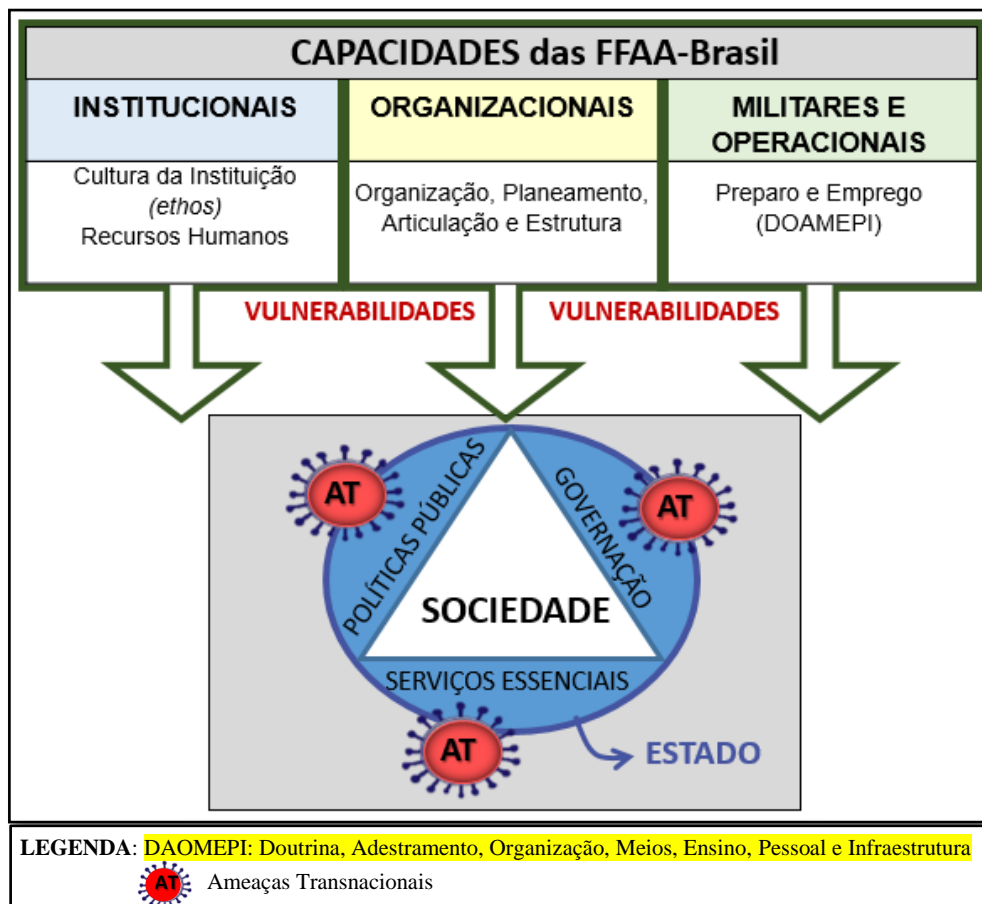 CAPACIDADES das FFAA-Brasil
INSTITUCIONAIS
Cultura da Instituição
(ethos)
Recursos Humanos
ORGANIZACIONAIS
Organização, Planeamento,
Articulação e Estrutura
MILITARES E
OPERACIONAIS
Preparo e Emprego
(DOAMEPI)
VULNERABILIDADES
VULNERABILIDADES
AT
AT
POLÍTICAS PÚBLICAS
GOVERNAÇÃO
SOCIEDADE
SERVIÇOS ESSENCIAIS
AT
ESTADO
LEGENDA: DAOMEPI: Doutrina, Adestramento, Organização, Meios, Ensino, Pessoal e Infraestrutura
AT Ameaças Transnacionais